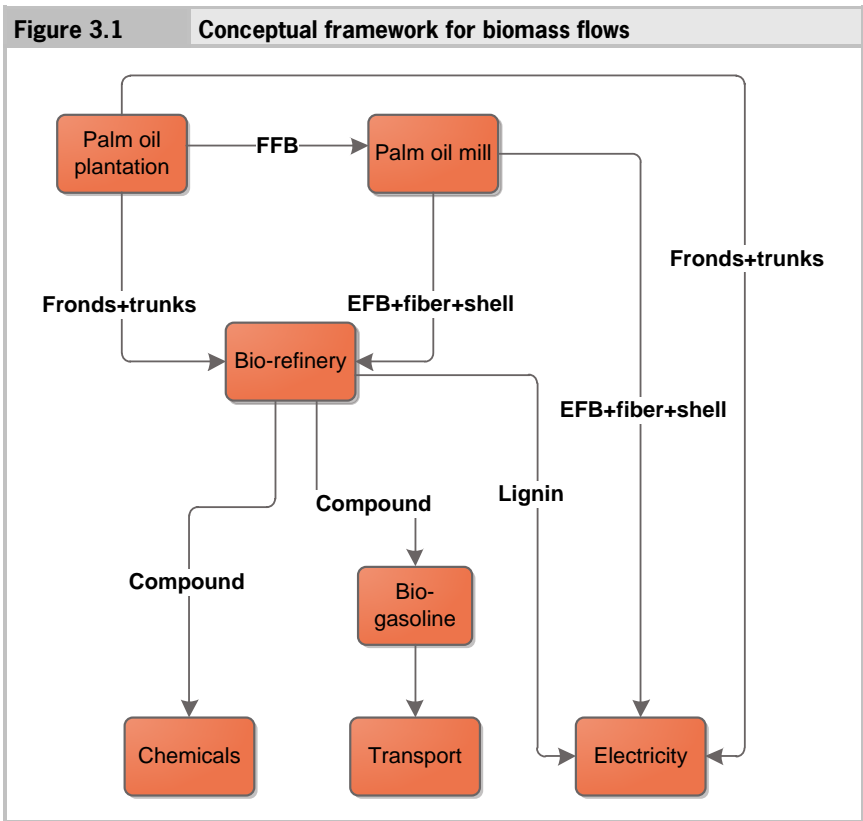 Figure 3.1 Conceptual framework for biomass flows
Palm oil
plantation
FFB
Palm oil mill
Fronds+trunks
Fronds+trunks
EFB+fiber+shell
Bio-refinery
EFB+fiber+shell
Lignin
Compound
Compound
Bio-
gasoline
Chemicals
Transport
Electricity